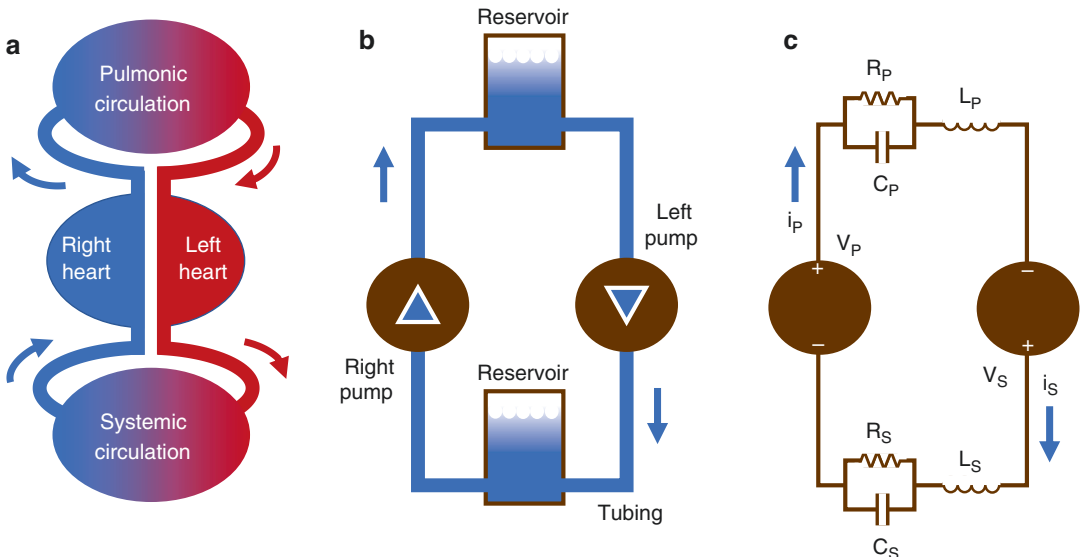 a
Pulmonic
circulation
Right
heart
Left
heart
Systemic
circulation
b
Reservoir
Left
pump
Right
pump
Reservoir
Tubing
c
R_P
L_P
C_P
i_P
V_P
+
−
−
+
V_S
i_S
R_S
L_S
C_S